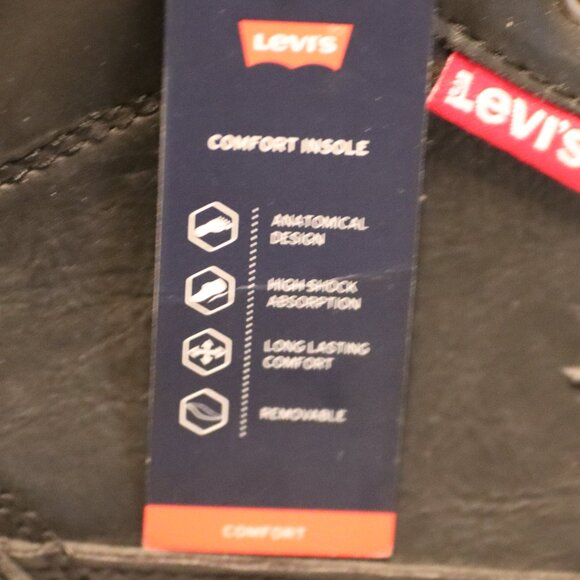 Levi's
Levi's
COMFORT INSOLE
ANATOMICAL
DESIGN
HIGH SHOCK
ABSORPTION
LONG LASTING
COMFORT
REMOVABLE
COMFORT